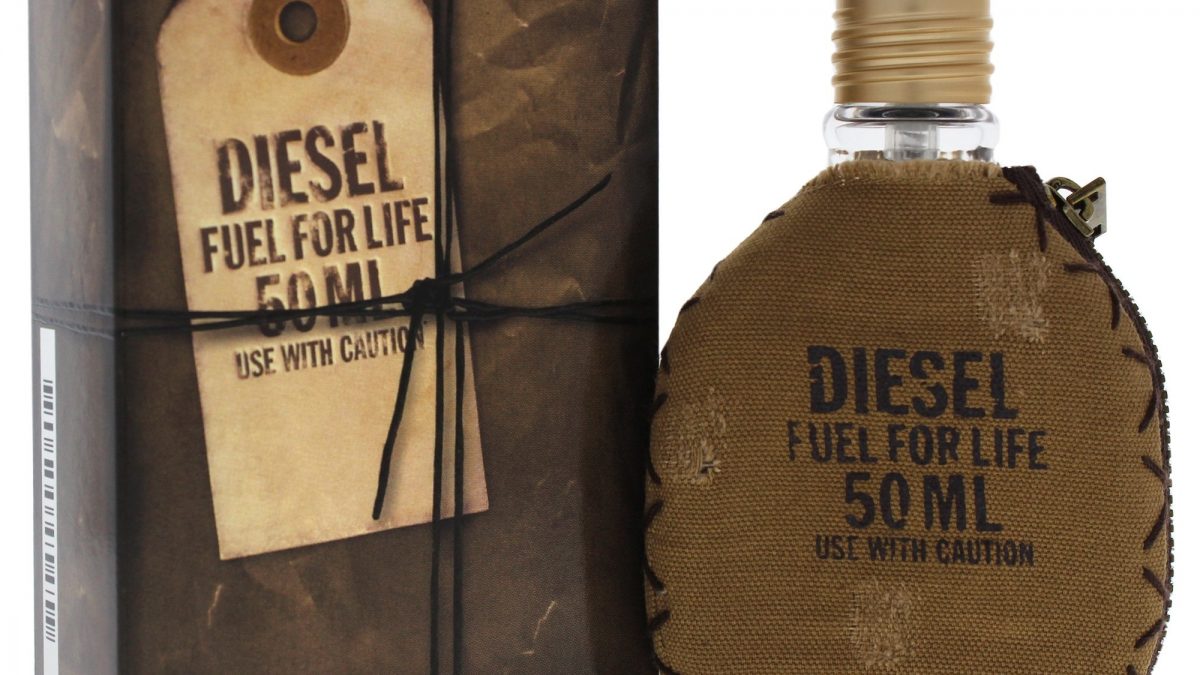 DIESEL
FUEL FOR LIFE
50 ML
USE WITH CAUTION
DIESEL
FUEL FOR LIFE
50 ML
USE WITH CAUTION